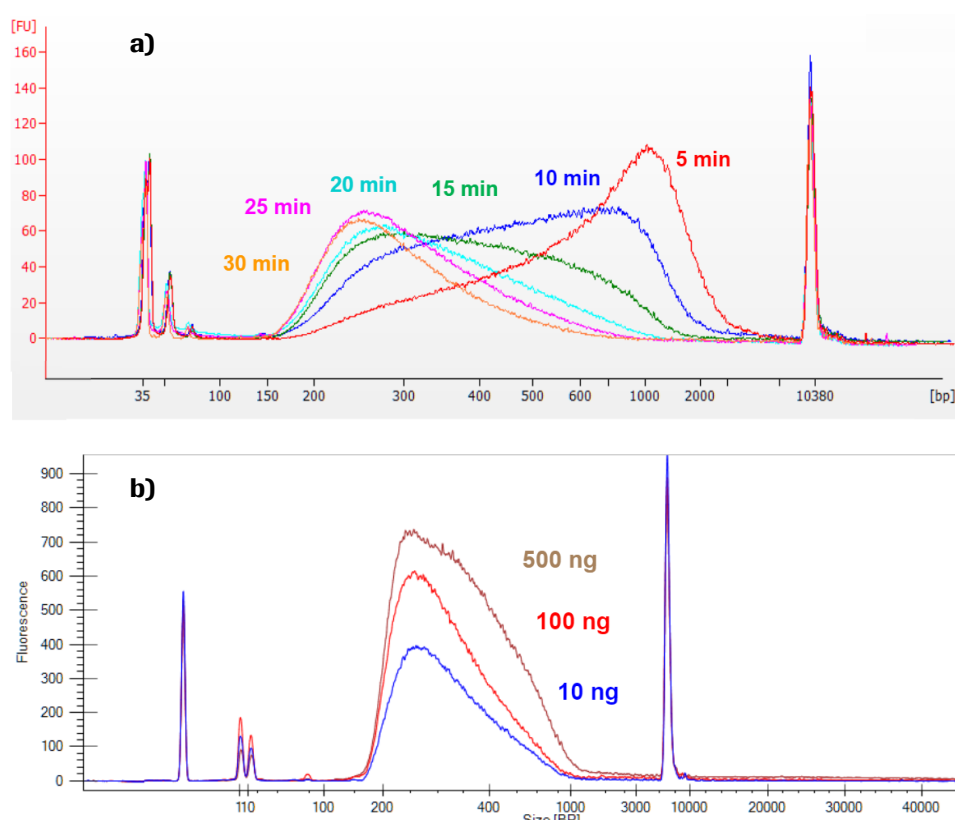 [FU]
a)
160
140
120
100
80
60
40
20
0
5 min
10 min
15 min
20 min
25 min
30 min
35 100 150 200 300 400 500 600 1000 2000 10380 [bp]
b)
900
800
700
600
500
400
300
200
100
0
Fluorescence
500 ng
100 ng
10 ng
110 100 200 400 1000 3000 10000 20000 30000 40000
Size [BP]